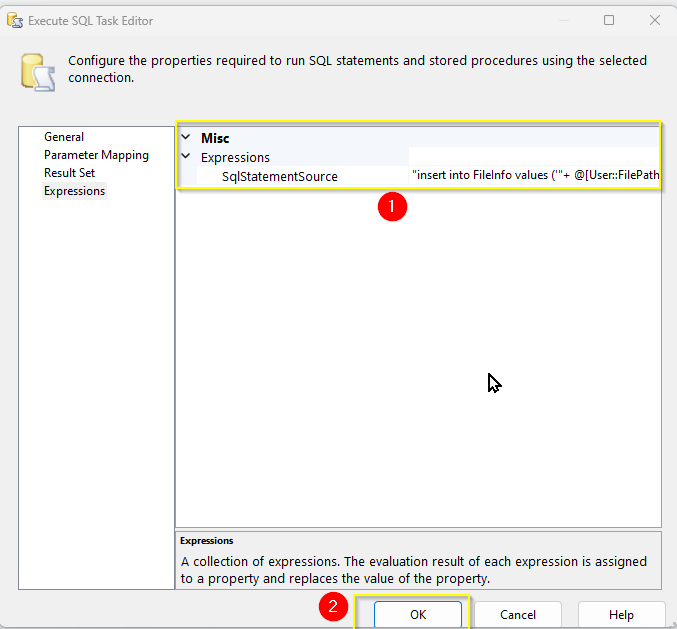 Execute SQL Task Editor
Configure the properties required to run SQL statements and stored procedures using the selected
connection.
General
Parameter Mapping
Result Set
Expressions
Misc
Expressions
SqlStatementSource "insert into FileInfo values ('"+ @[User::FilePath
1
Expressions
A collection of expressions. The evaluation result of each expression is assigned
to a property and replaces the value of the property.
2
OK Cancel Help